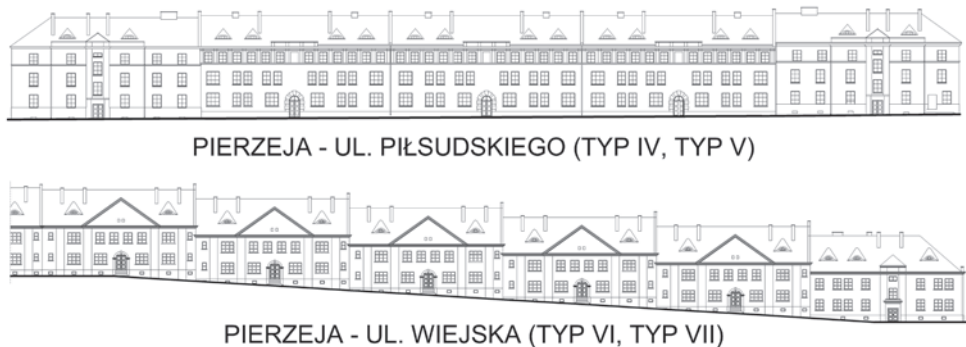 PIERZEJA - UL. PIŁSUDSKIEGO (TYP IV, TYP V)
PIERZEJA - UL. WIEJSKA (TYP VI, TYP VII)